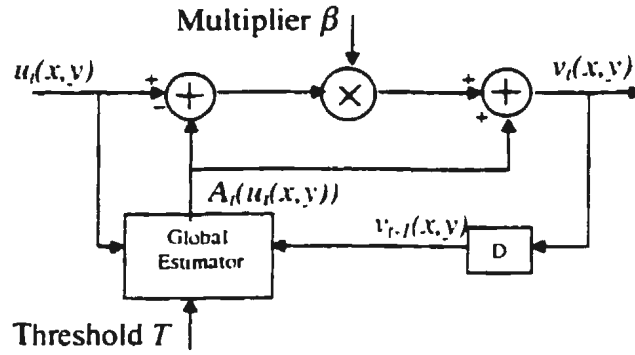 Multiplier β
u_t(x,y)
v_t(x,y)
+
−
+
×
+
+
+
A_t(u_t(x,y))
Global
Estimator
v_{t-1}(x,y)
D
Threshold T